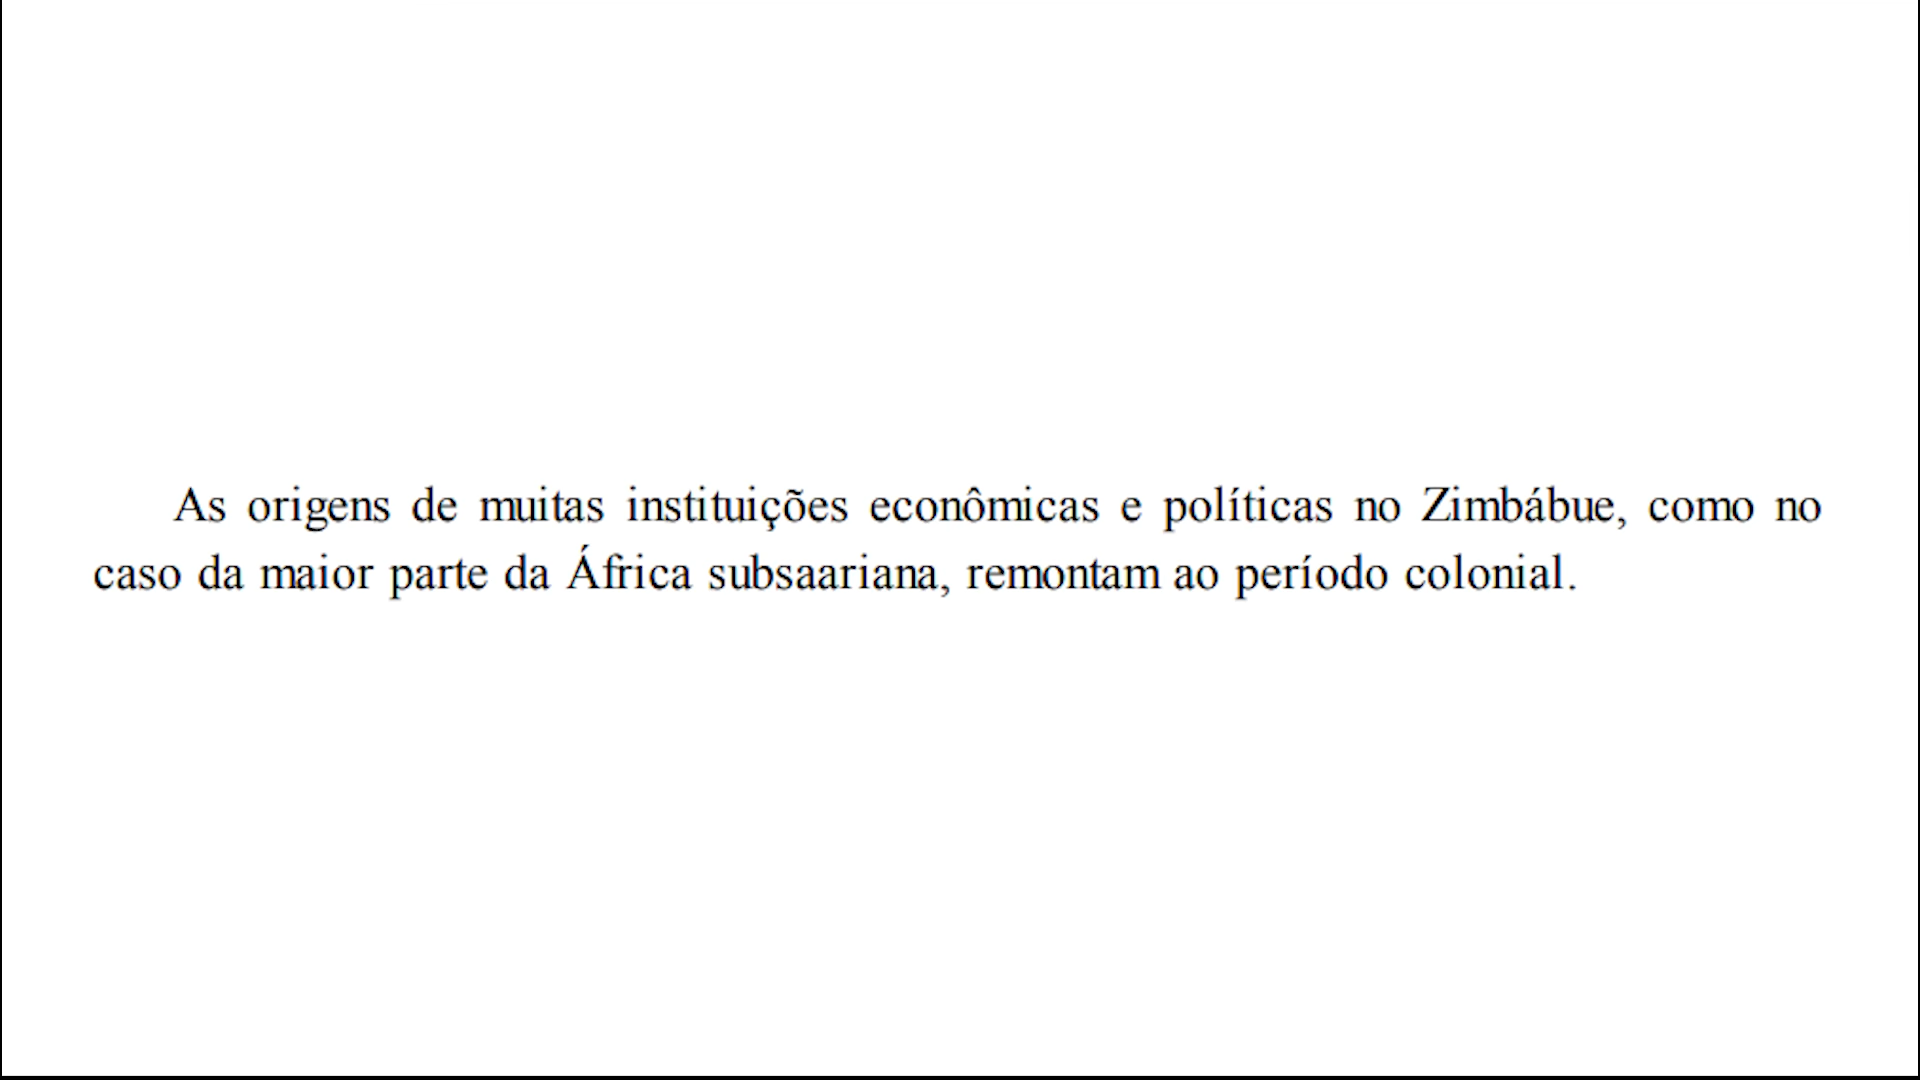 As origens de muitas instituições econômicas e políticas no Zimbábue, como no
caso da maior parte da África subsaariana, remontam ao período colonial.